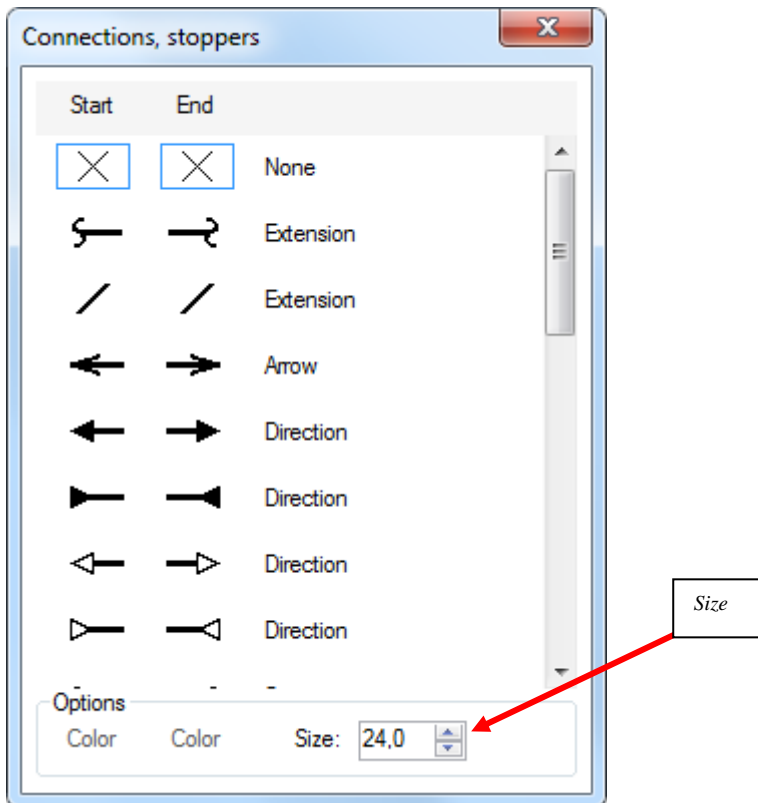 Connections, stoppers
Start End
None
Extension
Extension
Arrow
Direction
Direction
Direction
Direction
Options
Color Color Size: 24,0
Size